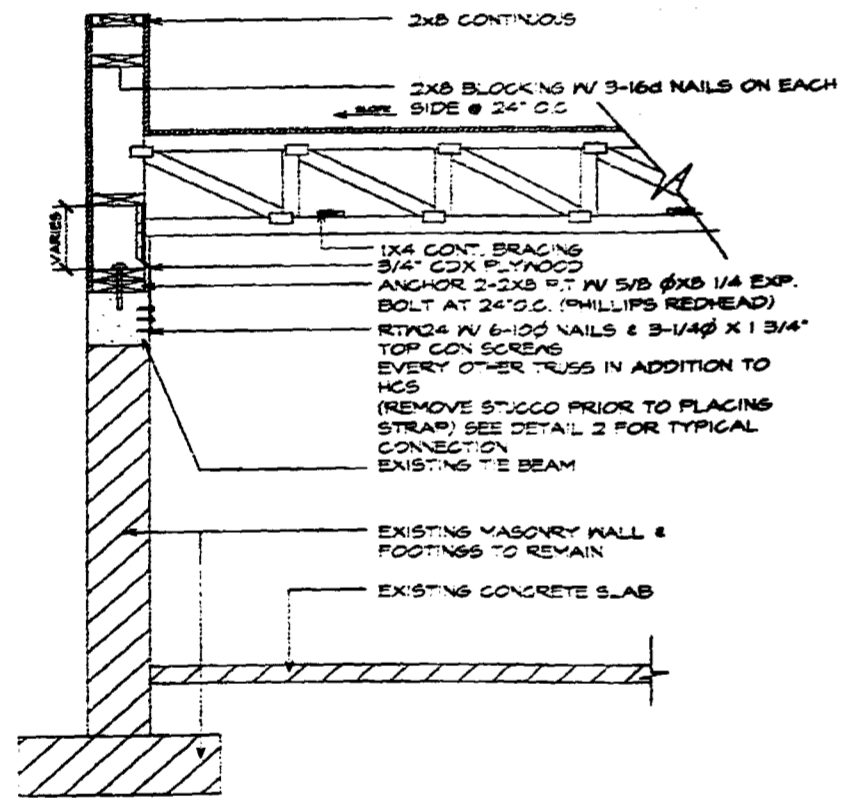 2x8 CONTINUOUS
2X8 BLOCKING W/ 3-16d NAILS ON EACH
SIDE @ 24" O.C
SLOPE
VARIES
1X4 CONT. BRACING
3/4" CDX PLYWOOD
ANCHOR 2-2X8 P.T W/ 5/8 ØX8 1/4 EXP.
BOLT AT 24"O.C. (PHILLIPS REDHEAD)
RTW24 W/ 6-10Ø NAILS & 3-1/4Ø X 1 3/4"
TOP CON SCREWS
EVERY OTHER TRUSS IN ADDITION TO
HCS
(REMOVE STUCCO PRIOR TO PLACING
STRAP) SEE DETAIL 2 FOR TYPICAL
CONNECTION
EXISTING TIE BEAM
EXISTING MASONRY WALL &
FOOTINGS TO REMAIN
EXISTING CONCRETE SLAB